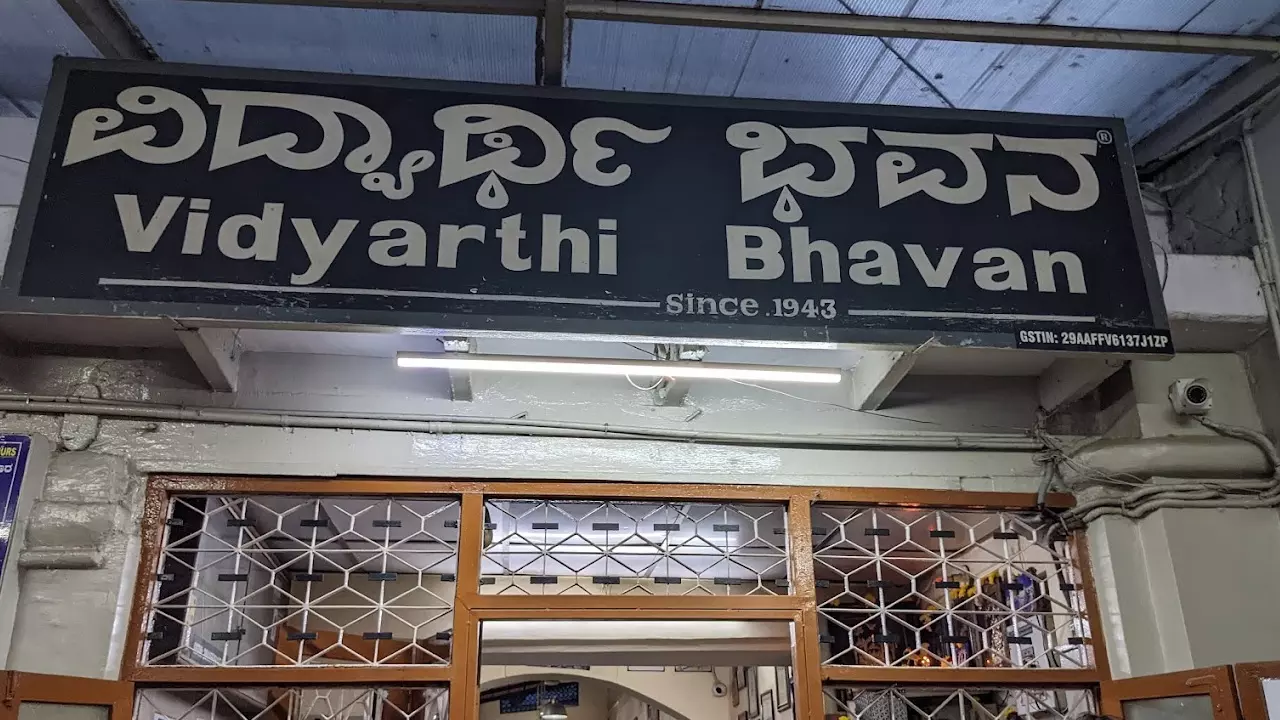 ವಿದ್ಯಾರ್ಥಿ ಭವನ ®
Vidyarthi Bhavan
Since.1943
GSTIN: 29AAFFV6137J1ZP